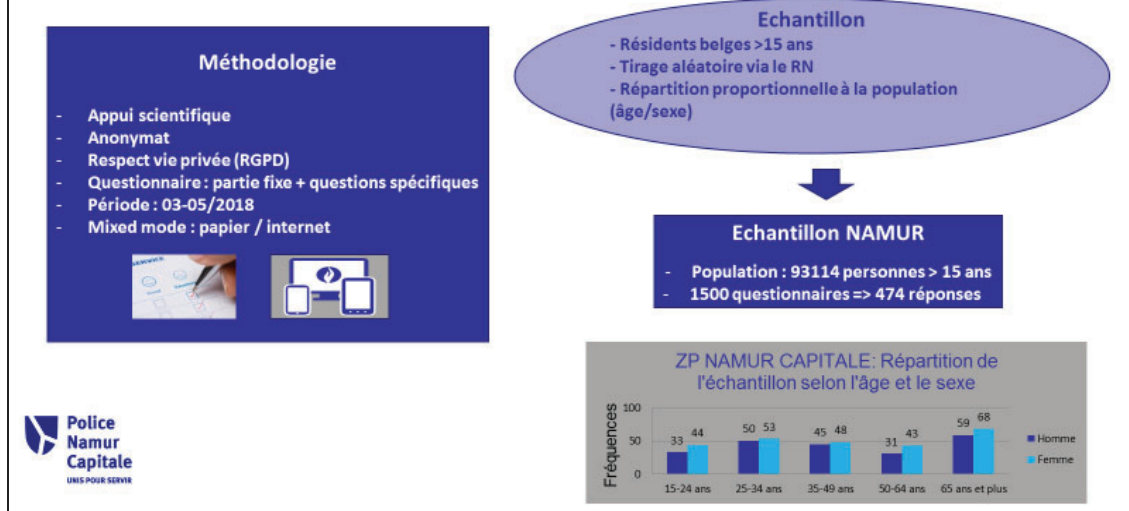 Méthodologie
- Appui scientifique
- Anonymat
- Respect vie privée (RGPD)
- Questionnaire : partie fixe + questions spécifiques
- Période : 03-05/2018
- Mixed mode : papier / internet
Echantillon
- Résidents belges >15 ans
- Tirage aléatoire via le RN
- Répartition proportionnelle à la population
(âge/sexe)
Echantillon NAMUR
- Population : 93114 personnes > 15 ans
- 1500 questionnaires => 474 réponses
ZP NAMUR CAPITALE: Répartition de
l'échantillon selon l'âge et le sexe
Fréquences
100
50
0
33 44 50 53 45 48 31 43 59 68
15-24 ans 25-34 ans 35-49 ans 50-64 ans 65 ans et plus
Homme
Femme
Police
Namur
Capitale
UNIS POUR SERVIR